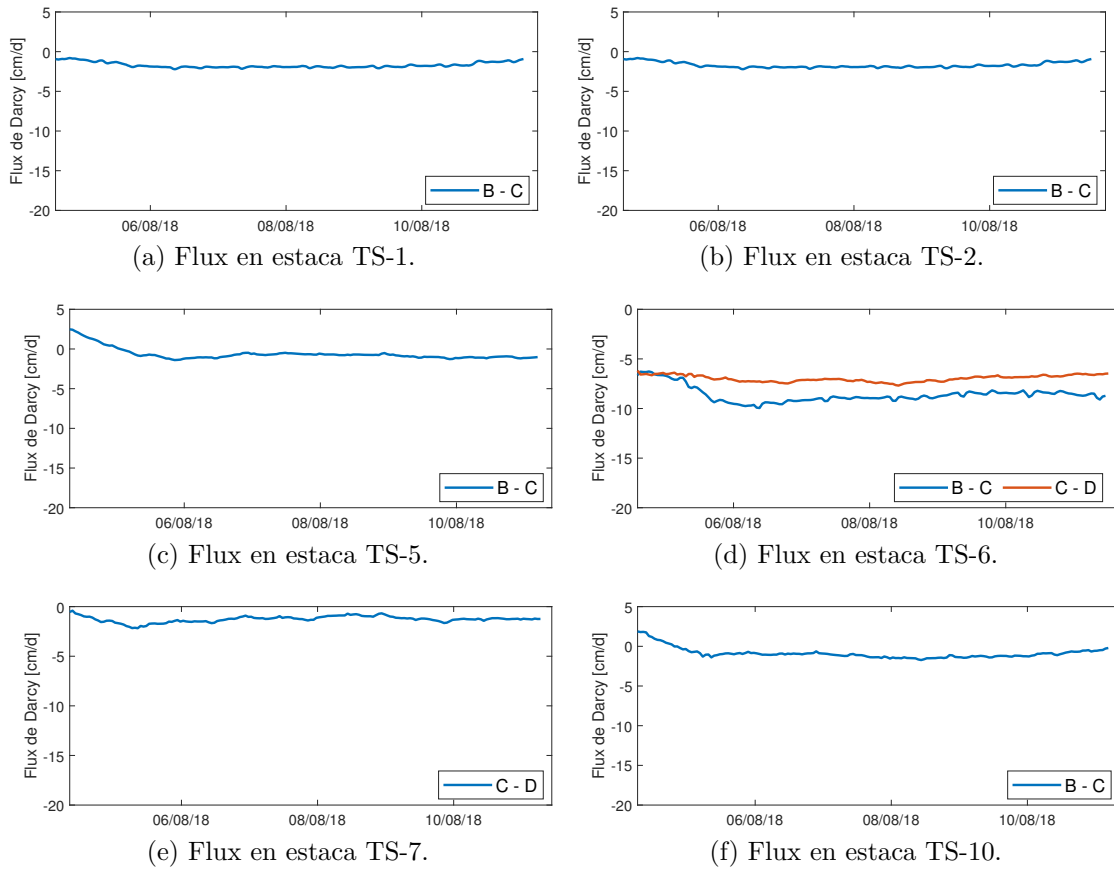 5
0
-5
-10
-15
-20
Flux de Darcy [cm/d]
06/08/18 08/08/18 10/08/18
B - C
(a) Flux en estaca TS-1.
5
0
-5
-10
-15
-20
Flux de Darcy [cm/d]
06/08/18 08/08/18 10/08/18
B - C
(b) Flux en estaca TS-2.
5
0
-5
-10
-15
-20
Flux de Darcy [cm/d]
06/08/18 08/08/18 10/08/18
B - C
(c) Flux en estaca TS-5.
0
-5
-10
-15
-20
Flux de Darcy [cm/d]
06/08/18 08/08/18 10/08/18
B - C C - D
(d) Flux en estaca TS-6.
0
-5
-10
-15
-20
Flux de Darcy [cm/d]
06/08/18 08/08/18 10/08/18
C - D
(e) Flux en estaca TS-7.
5
0
-5
-10
-15
-20
Flux de Darcy [cm/d]
06/08/18 08/08/18 10/08/18
B - C
(f) Flux en estaca TS-10.